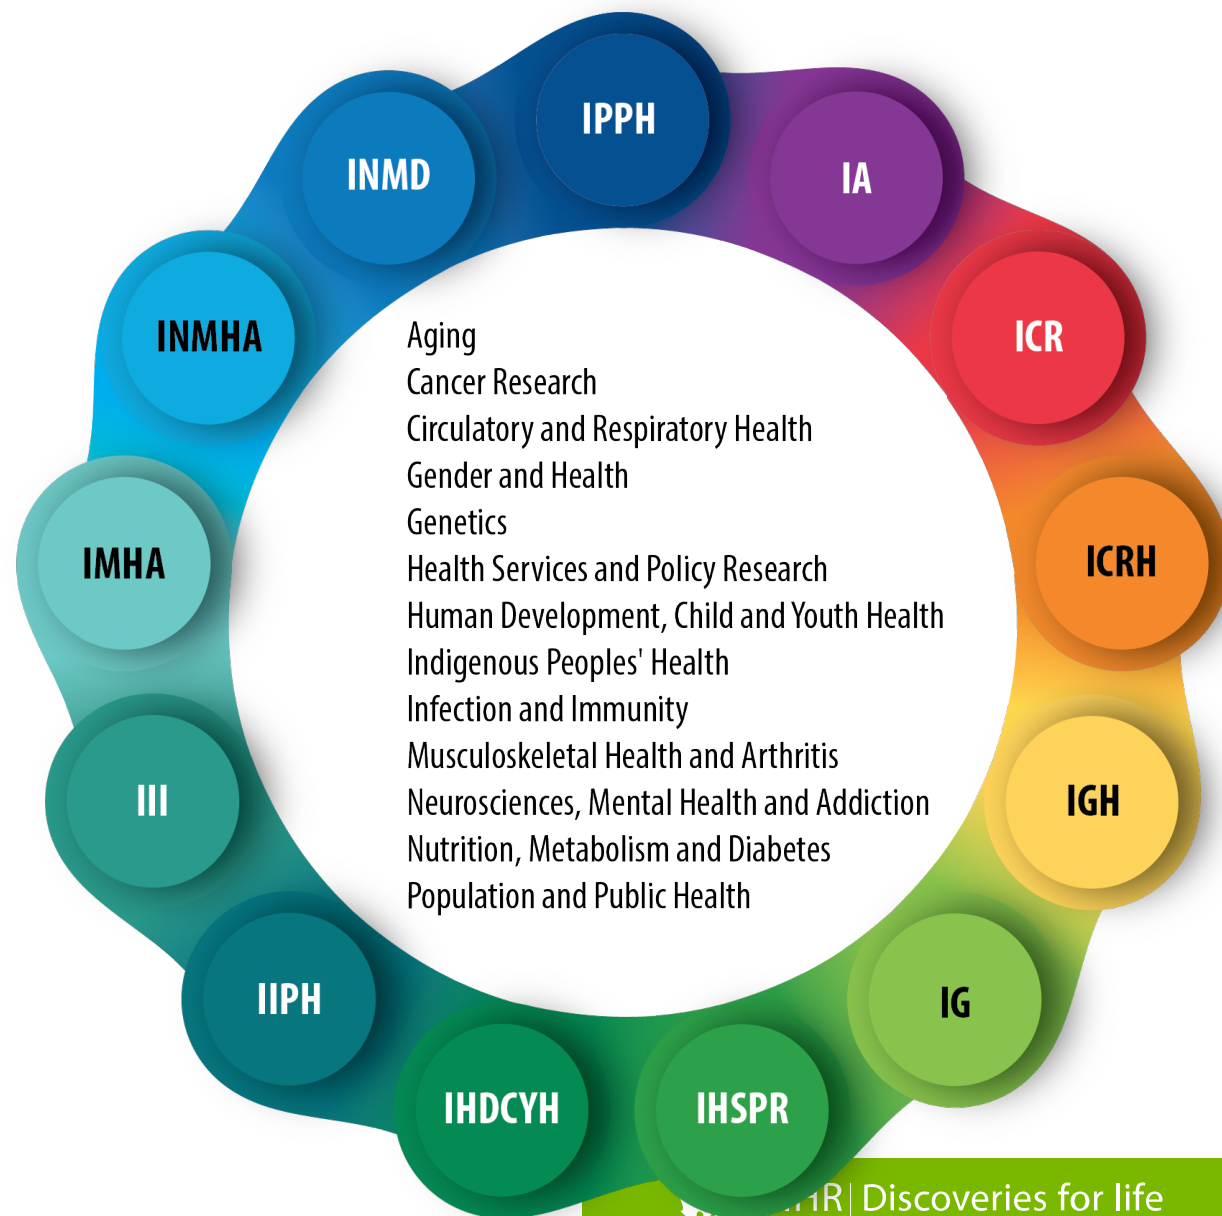 IPPH
IA
ICR
ICRH
IGH
IG
IHSPR
IHDCYH
IIPH
III
IMHA
INMHA
INMD
Aging
Cancer Research
Circulatory and Respiratory Health
Gender and Health
Genetics
Health Services and Policy Research
Human Development, Child and Youth Health
Indigenous Peoples' Health
Infection and Immunity
Musculoskeletal Health and Arthritis
Neurosciences, Mental Health and Addiction
Nutrition, Metabolism and Diabetes
Population and Public Health
Discoveries for life